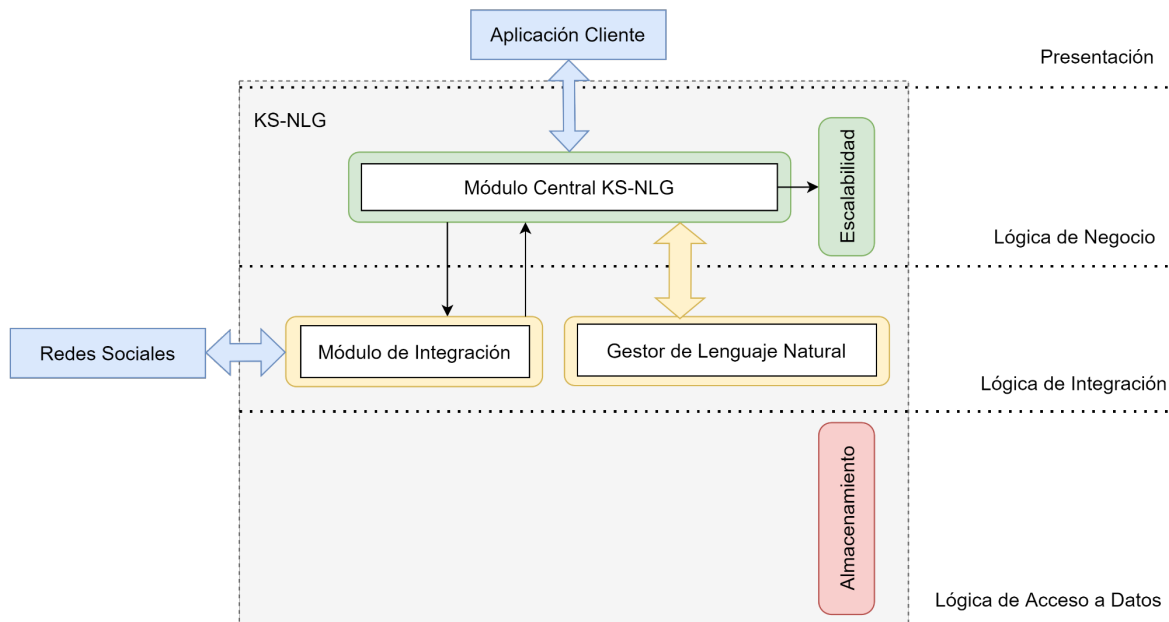 Aplicación Cliente
Presentación
KS-NLG
Módulo Central KS-NLG
Escalabilidad
Lógica de Negocio
Redes Sociales
Módulo de Integración
Gestor de Lenguaje Natural
Lógica de Integración
Almacenamiento
Lógica de Acceso a Datos